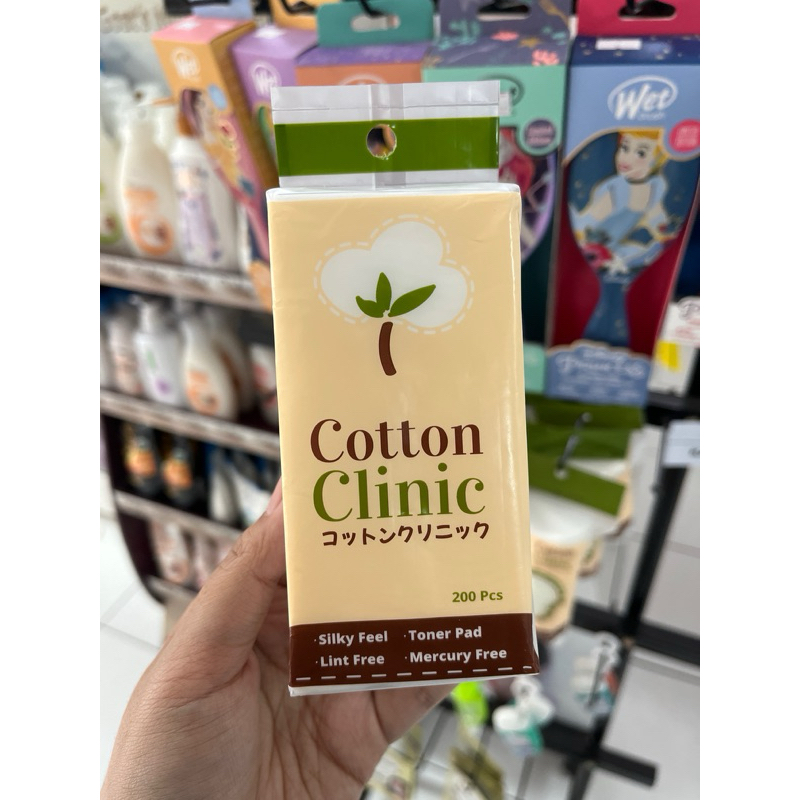 Wet
Wet
Cotton
Clinic
コットンクリニック
200 Pcs
·Silky Feel ·Toner Pad
·Lint Free ·Mercury Free